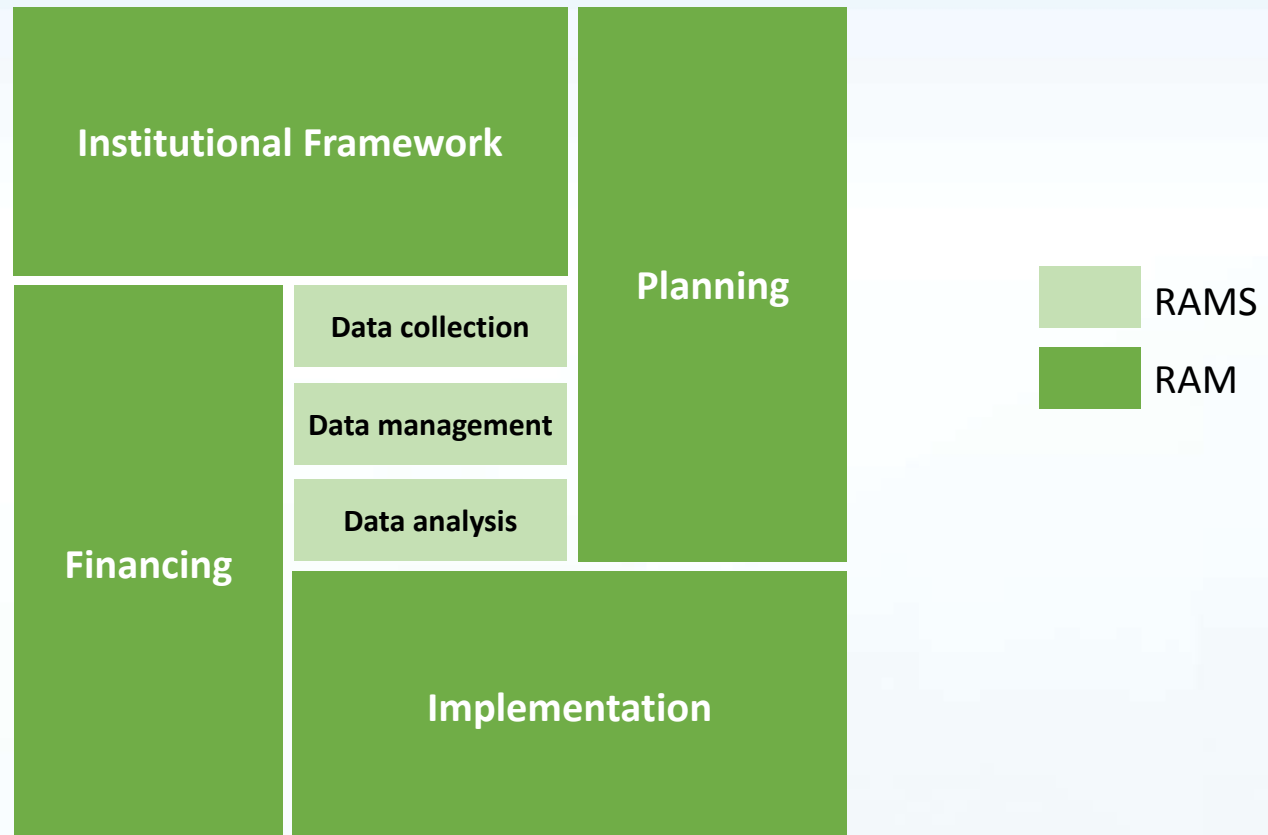 Institutional Framework
Planning
Data collection
Data management
Data analysis
Financing
Implementation
RAMS
RAM